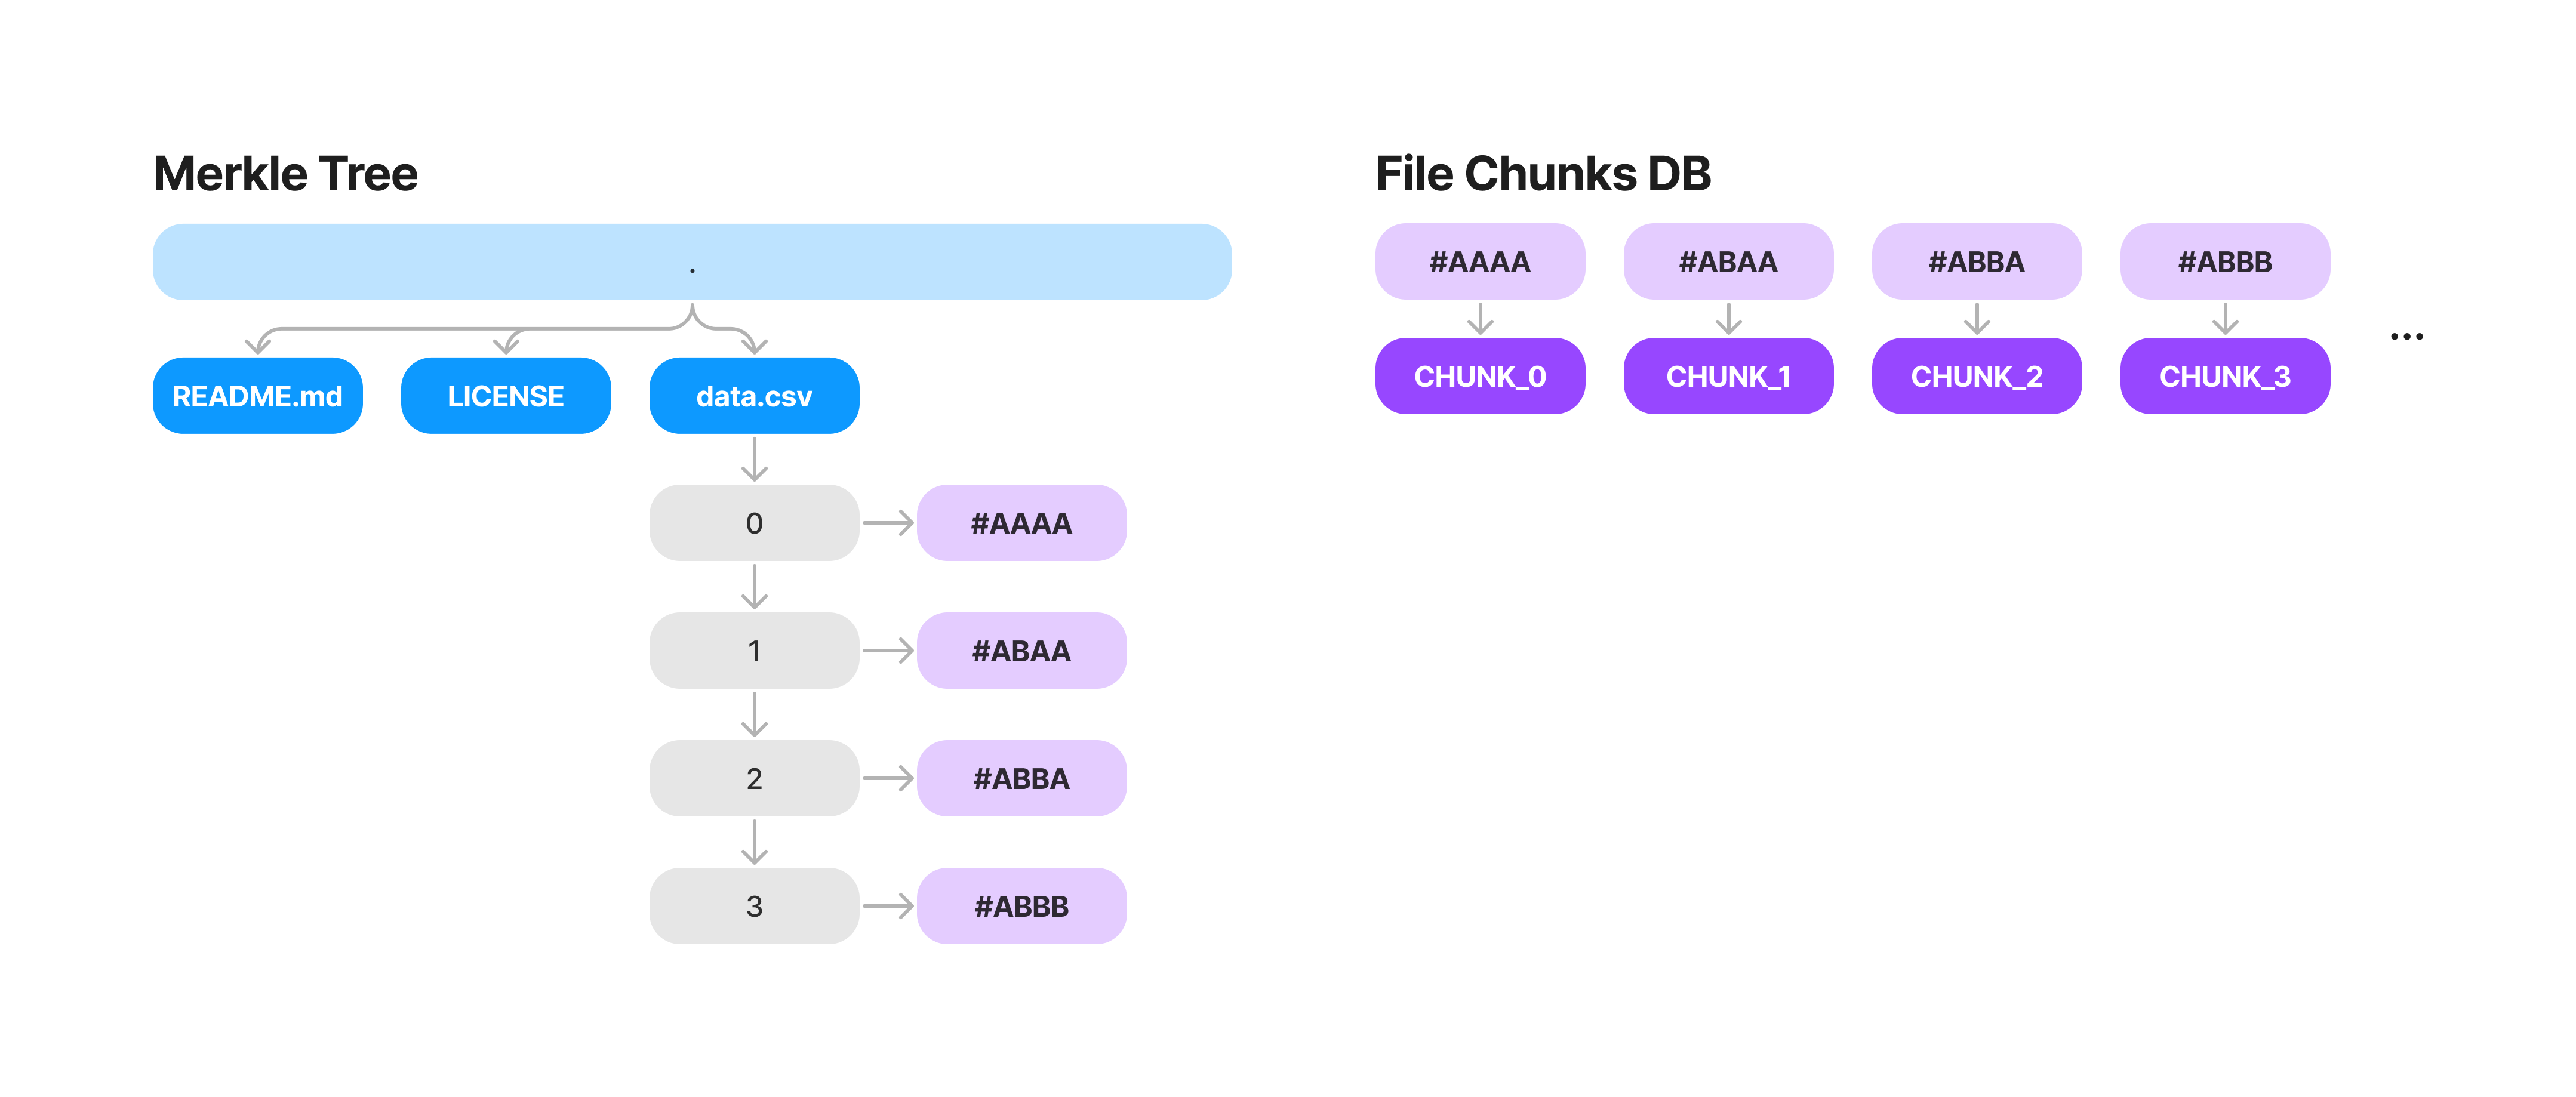 Merkle Tree
.
README.md
LICENSE
data.csv
0
#AAAA
1
#ABAA
2
#ABBA
3
#ABBB
File Chunks DB
#AAAA
#ABAA
#ABBA
#ABBB
CHUNK_0
CHUNK_1
CHUNK_2
CHUNK_3
...